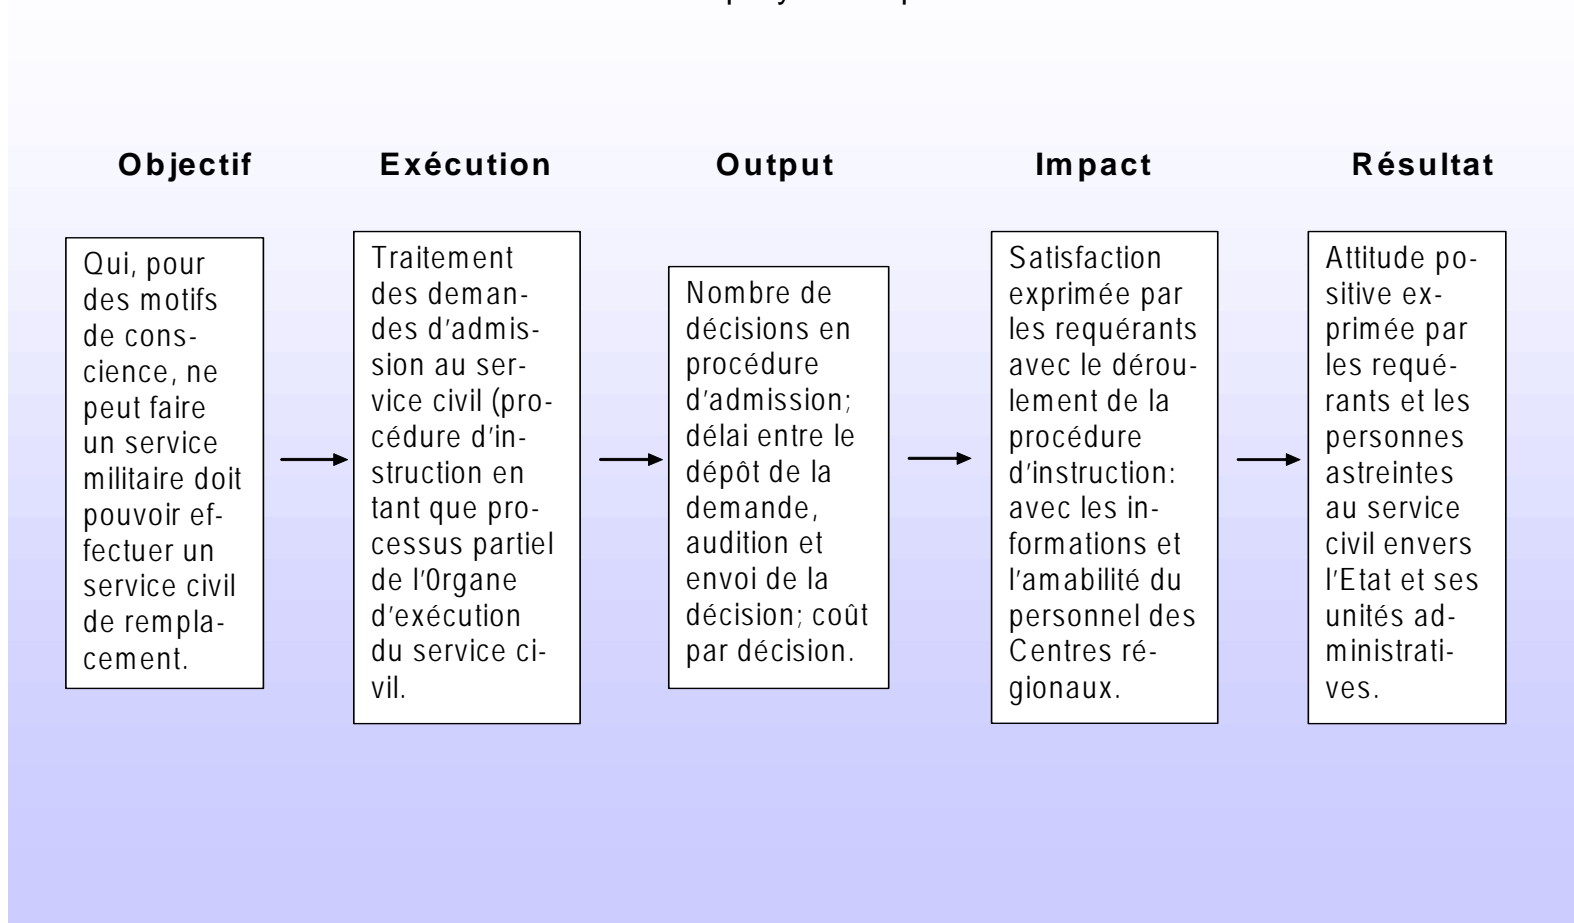 Objectif
Exécution
Output
Impact
Résultat
Qui, pour
des motifs
de cons-
cience, ne
peut faire
un service
militaire doit
pouvoir ef-
fectuer un
service civil
de rempla-
cement.
Traitement
des deman-
des d'admis-
sion au ser-
vice civil (pro-
cédure d'in-
struction en
tant que pro-
cessus partiel
de l'Organe
d'exécution
du service ci-
vil.
Nombre de
décisions en
procédure
d'admission;
délai entre le
dépôt de la
demande,
audition et
envoi de la
décision; coût
par décision.
Satisfaction
exprimée par
les requérants
avec le dérou-
lement de la
procédure
d'instruction:
avec les in-
formations et
l'amabilité du
personnel des
Centres ré-
gionaux.
Attitude po-
sitive ex-
primée par
les requé-
rants et les
personnes
astreintes
au service
civil envers
l'Etat et ses
unités ad-
ministrati-
ves.